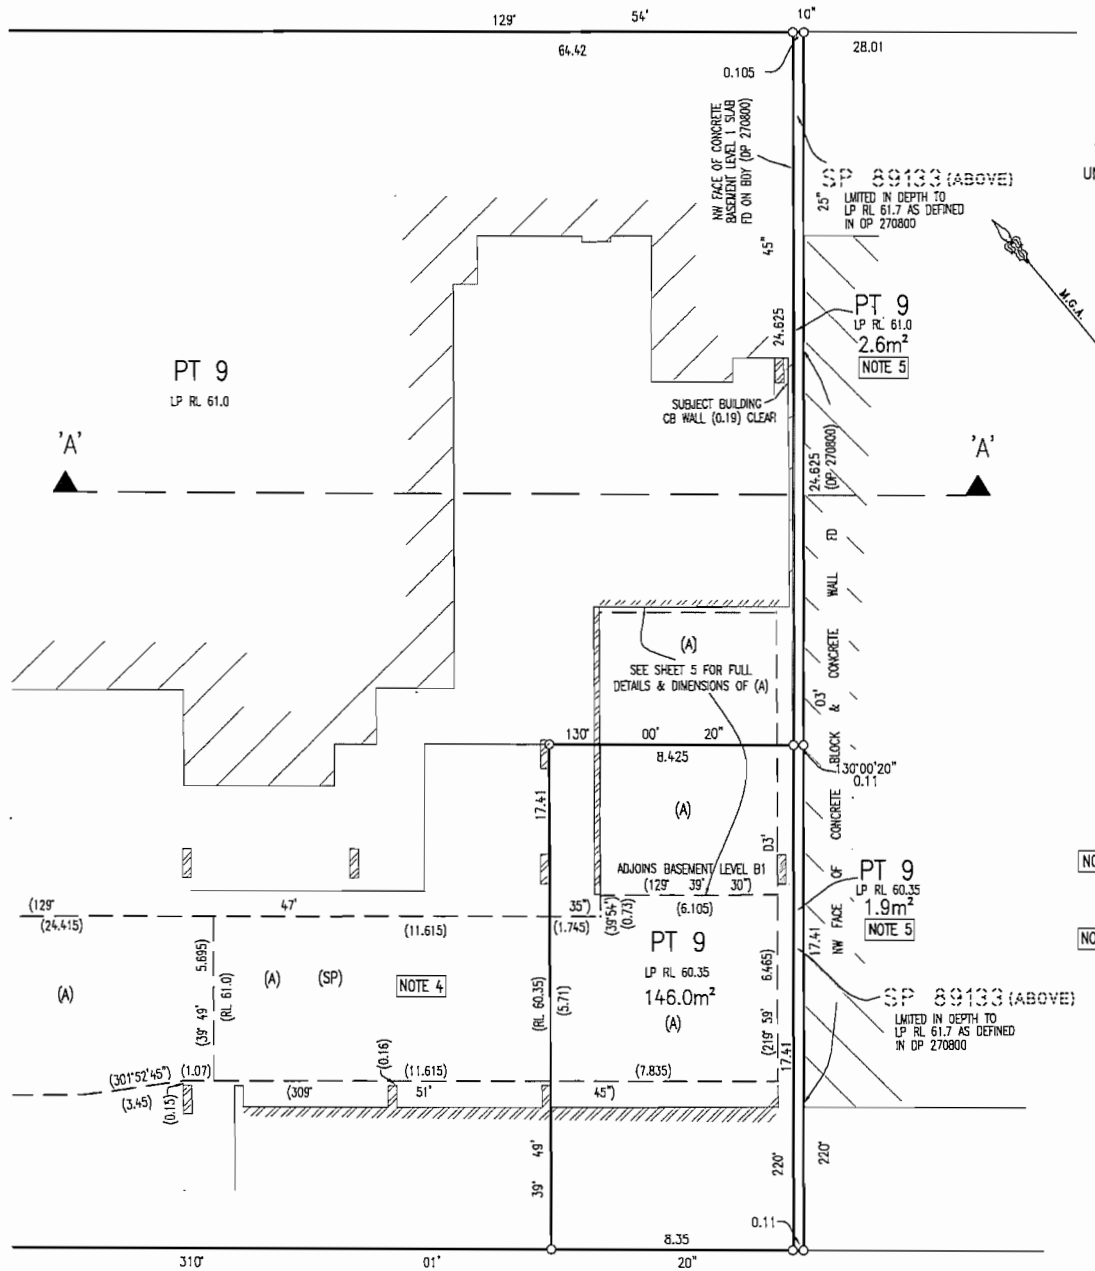 129° 54' 10"
64.42
28.01
0.105
NW FACE OF CONCRETE
BASEMENT LEVEL 1 SLAB
FD ON BDY (DP 270800)
SP 89133 (ABOVE)
LMITED IN DEPTH TO
LP RL 61.7 AS DEFINED
IN DP 270800
UN
25"
45"
M.G.A.
24.625
PT 9
LP RL 61.0
2.6m²
NOTE 5
PT 9
LP RL 61.0
SUBJECT BUILDING
CB WALL (0.19) CLEAR
'A'
'A'
24.625
(DP 270800)
(A)
SEE SHEET 5 FOR FULL
DETAILS & DIMENSIONS OF (A)
NW FACE OF CONCRETE BLOCK & CONCRETE WALL FD
03'
130° 00' 20"
8.425
130°00'20"
0.11
17.41
(A)
03'
ADJOINS BASEMENT LEVEL B1
(129° 39' 30")
(6.105)
PT 9
LP RL 60.35
1.9m²
NOTE 5
NO
NO
(129° 47' 35")
(24.415)
(11.615)
(1.745)
(39°54')
(0.73)
PT 9
LP RL 60.35
146.0m²
(A)
5.695
(RL 61.0)
(39° 49')
(A)
(A) (SP)
NOTE 4
(RL 60.35)
(5.71)
6.465
(219° 59')
17.41
17.41
SP 89133 (ABOVE)
LMITED IN DEPTH TO
LP RL 61.7 AS DEFINED
IN DP 270800
(301°52'45")
(3.45)
(1.07)
(0.15)
(0.16)
(11.615)
(7.835)
(309° 51' 45")
39° 49'
220°
220°
0.11
8.35
310° 01' 20"